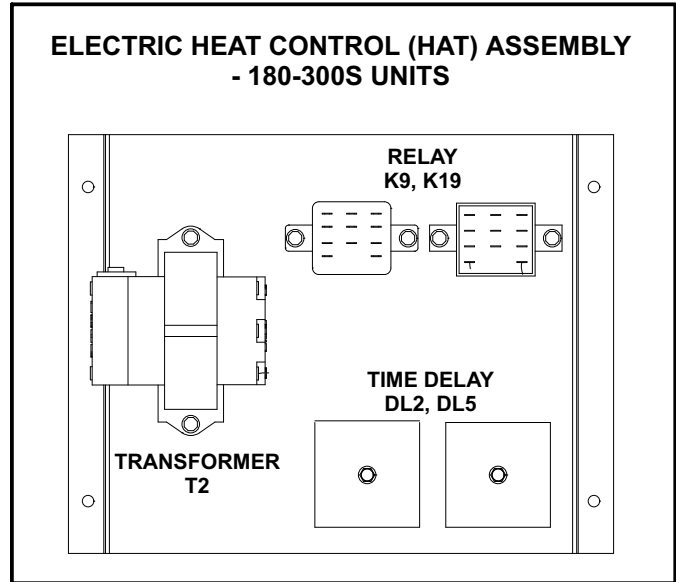 ELECTRIC HEAT CONTROL (HAT) ASSEMBLY
- 180-300S UNITS
RELAY
K9, K19
TIME DELAY
DL2, DL5
TRANSFORMER
T2